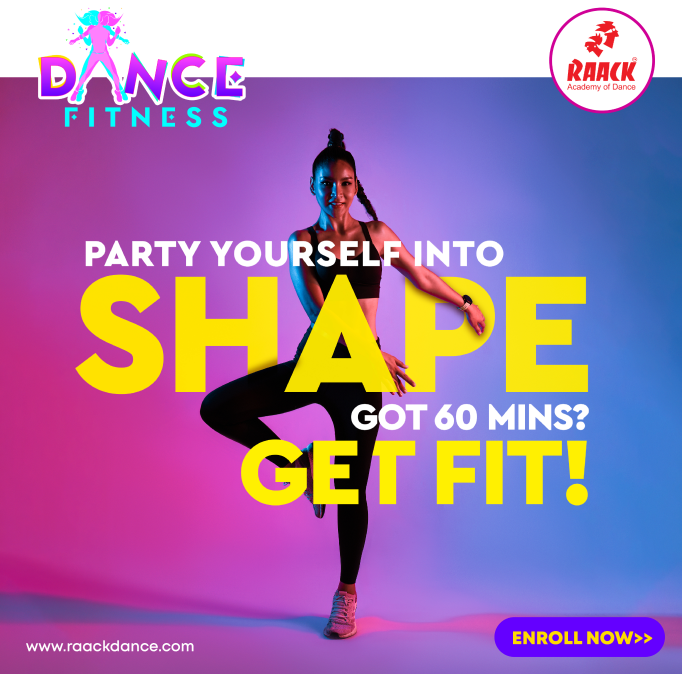 DANCE
FITNESS
RAACK
Academy of Dance
PARTY YOURSELF INTO
SHAPE
GOT 60 MINS?
GET FIT!
www.raackdance.com
ENROLL NOW>>